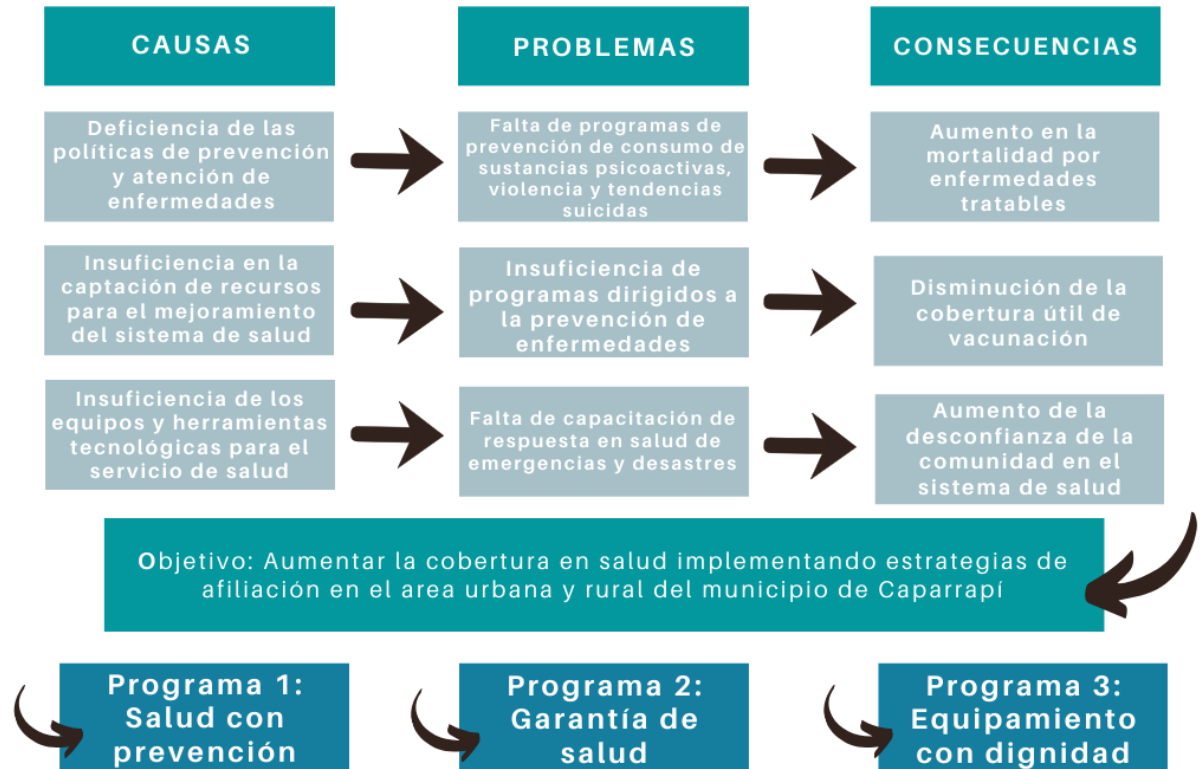 CAUSAS
PROBLEMAS
CONSECUENCIAS
Deficiencia de las
políticas de prevención
y atención de
enfermedades
Falta de programas de
prevención de consumo de
sustancias psicoactivas,
violencia y tendencias
suicidas
Aumento en la
mortalidad por
enfermedades
tratables
Insuficiencia en la
captación de recursos
para el mejoramiento
del sistema de salud
Insuficiencia de
programas dirigidos a
la prevención de
enfermedades
Disminución de la
cobertura útil de
vacunación
Insuficiencia de los
equipos y herramientas
tecnológicas para el
servicio de salud
Falta de capacitación de
respuesta en salud de
emergencias y desastres
Aumento de la
desconfianza de la
comunidad en el
sistema de salud
Objetivo: Aumentar la cobertura en salud implementando estrategias de
afiliación en el area urbana y rural del municipio de Caparrapí
Programa 1:
Salud con
prevención
Programa 2:
Garantía de
salud
Programa 3:
Equipamiento
con dignidad